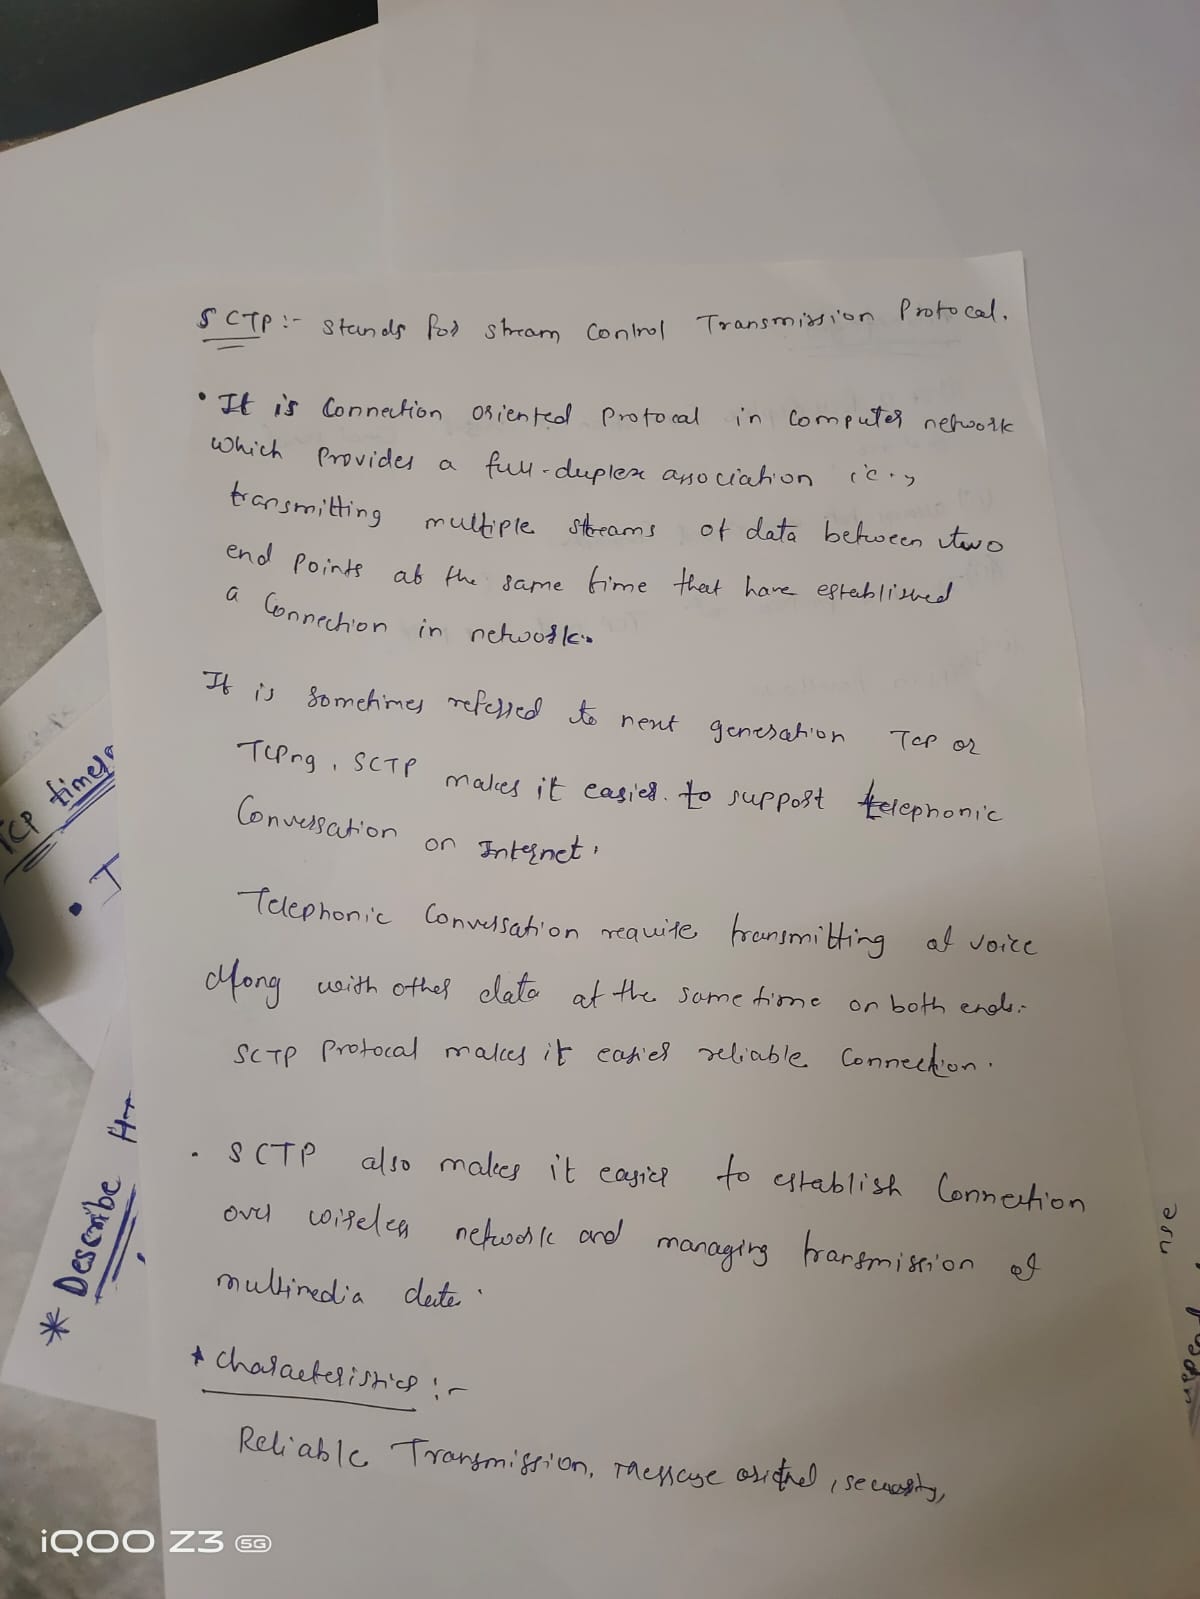 SCTP :- stands for stream control Transmission Protocal.
• It is Connection oriented Protocal in Computer network
which Provides a full-duplex association i.e.,
transmitting multiple streams of data between two
end points at the same time that have established
a Connection in network.
It is sometimes referred to next generation TCP or
TCPng, SCTP makes it easier to support telephonic
Conversation on Internet.
Telephonic Conversation require transmitting of voice
Along with other data at the same time on both ends.
SCTP Protocal makes it easier reliable Connection.
• SCTP also makes it easier to establish Connection
over wireless network and managing transmission of
multimedia data.
* Characteristics :-
Reliable Transmission, Message oriented, security,
TCP timers
* Describe
iQOO Z3 5G